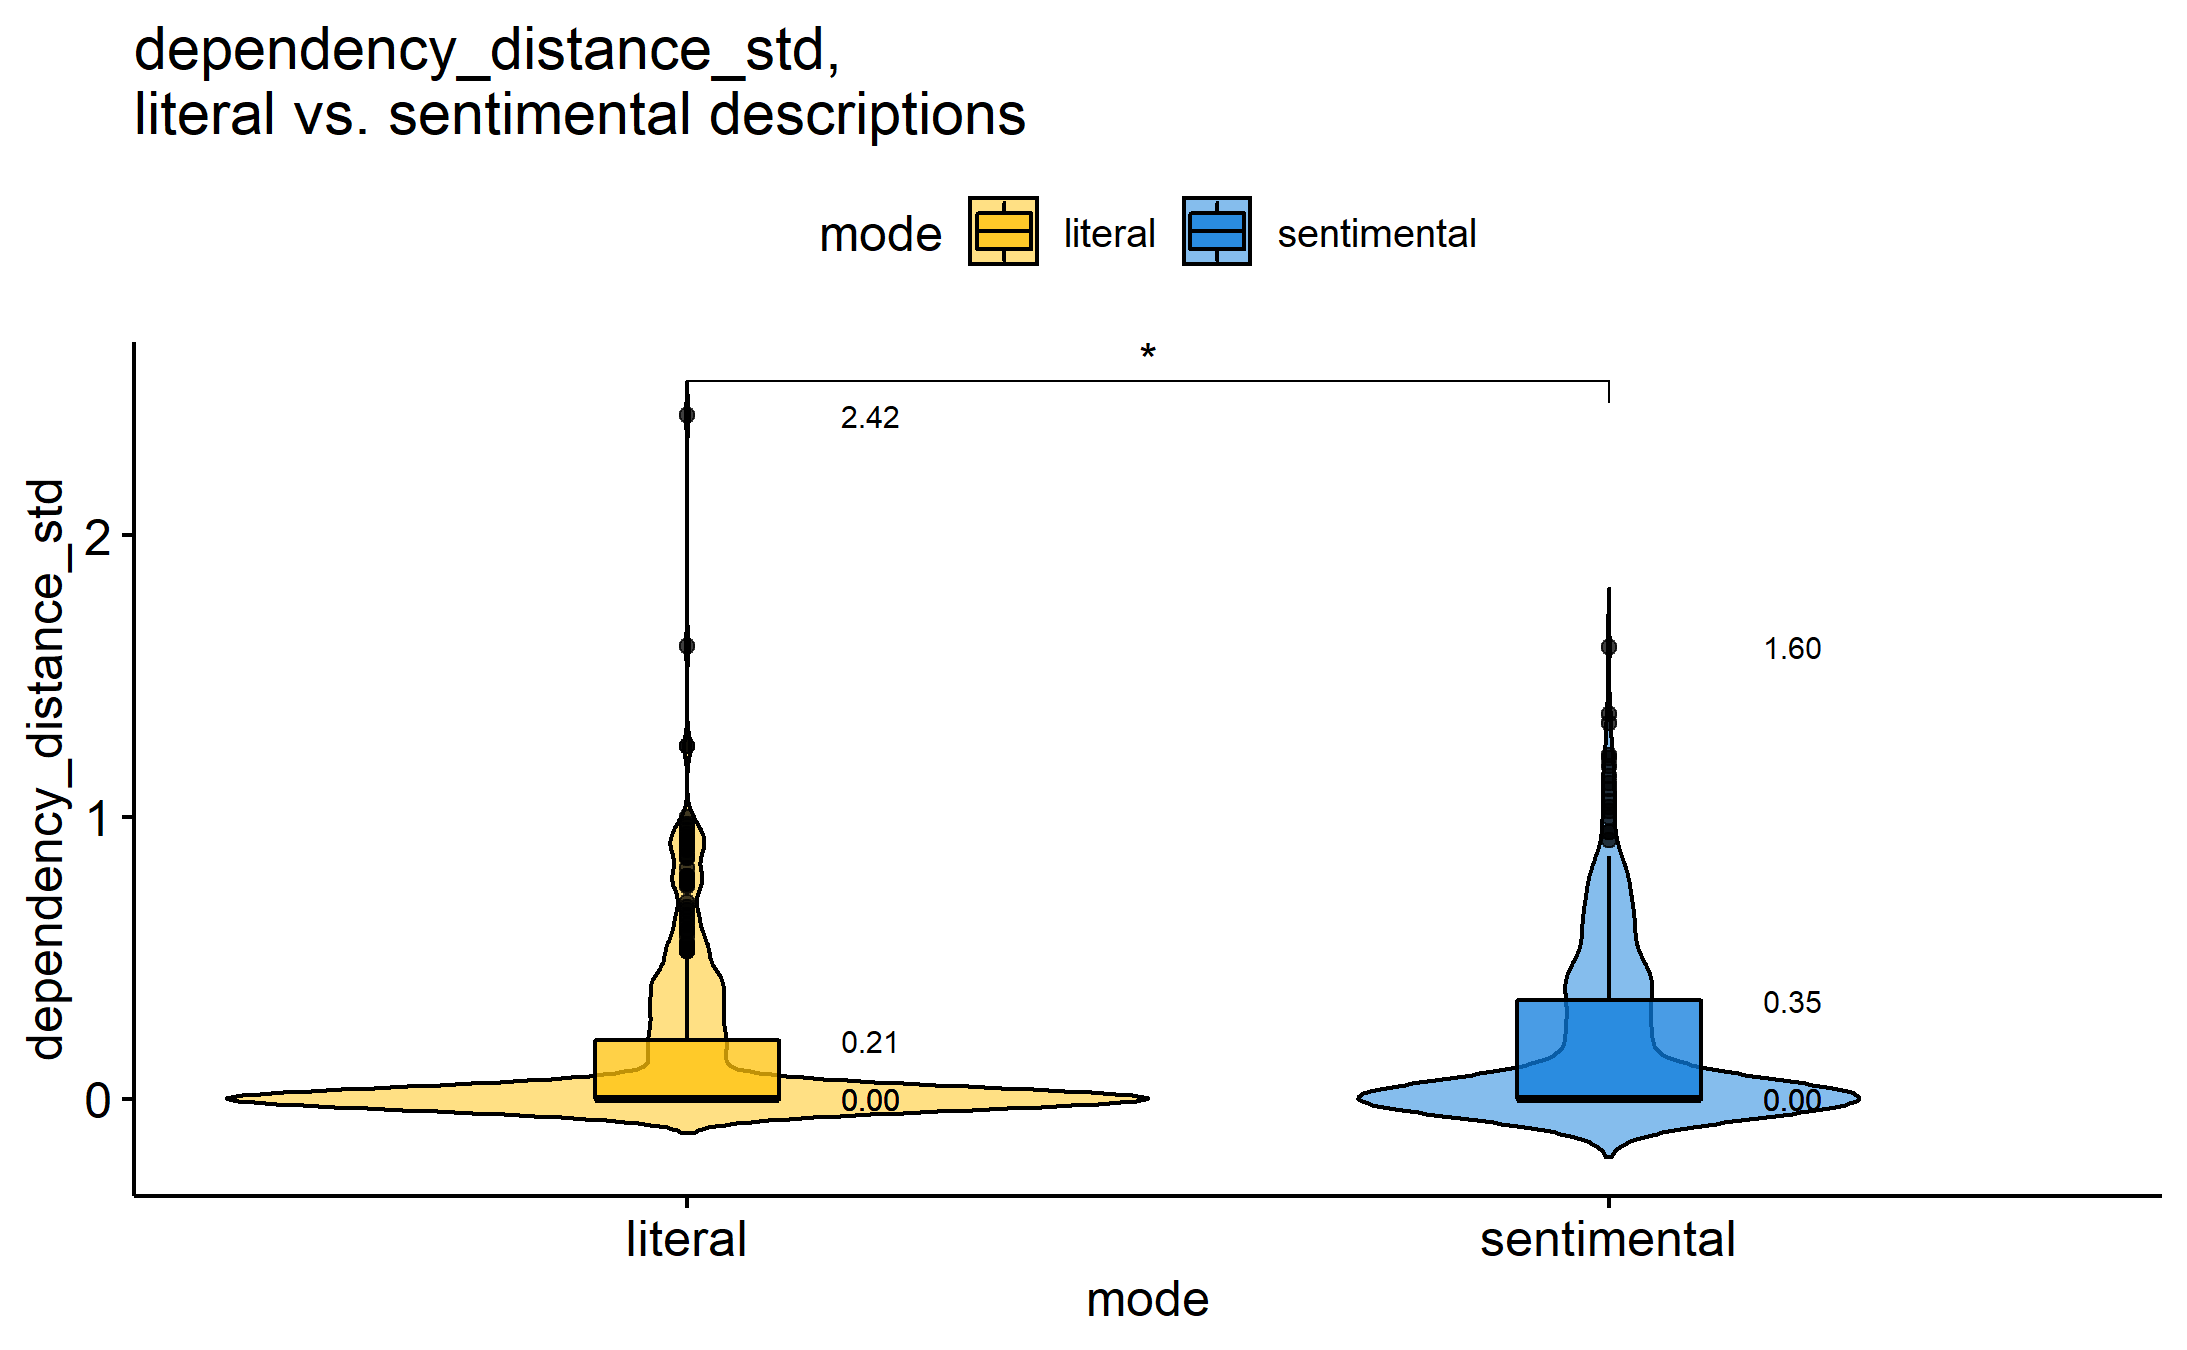 dependency_distance_std,
literal vs. sentimental descriptions
mode literal sentimental
*
2.42
2
1.60
1
0.35
0.21
0
0.00
0.00
dependency_distance_std
literal sentimental
mode